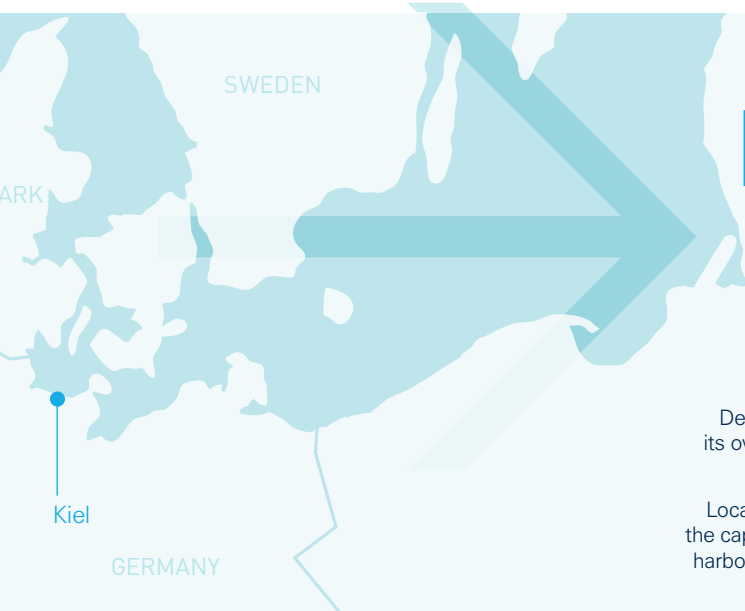 SWEDEN
ARK
Kiel
GERMANY
De
its ov
Loca
the cap
harbo